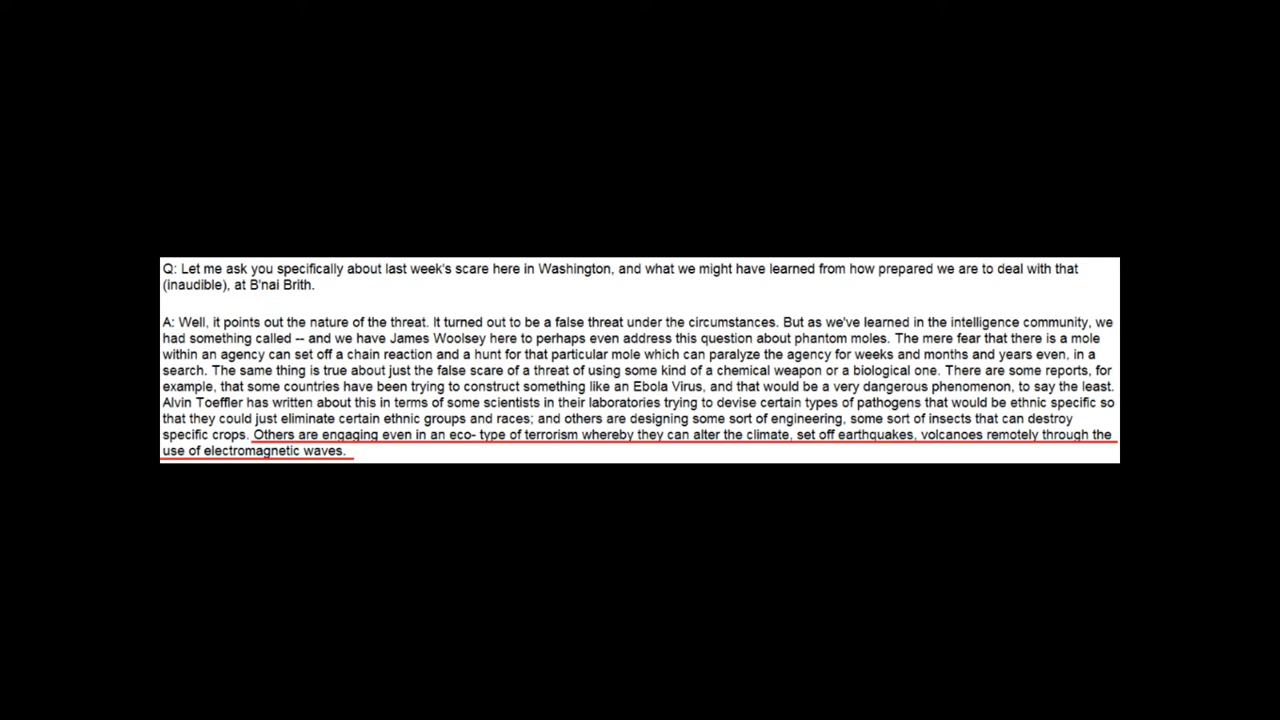 Q: Let me ask you specifically about last week's scare here in Washington, and what we might have learned from how prepared we are to deal with that
(inaudible), at B'nai Brith.
A: Well, it points out the nature of the threat. It turned out to be a false threat under the circumstances. But as we've learned in the intelligence community, we
had something called -- and we have James Woolsey here to perhaps even address this question about phantom moles. The mere fear that there is a mole
within an agency can set off a chain reaction and a hunt for that particular mole which can paralyze the agency for weeks and months and years even, in a
search. The same thing is true about just the false scare of a threat of using some kind of a chemical weapon or a biological one. There are some reports, for
example, that some countries have been trying to construct something like an Ebola Virus, and that would be a very dangerous phenomenon, to say the least.
Alvin Toeffler has written about this in terms of some scientists in their laboratories trying to devise certain types of pathogens that would be ethnic specific so
that they could just eliminate certain ethnic groups and races; and others are designing some sort of engineering, some sort of insects that can destroy
specific crops. Others are engaging even in an eco- type of terrorism whereby they can alter the climate, set off earthquakes, volcanoes remotely through the
use of electromagnetic waves.